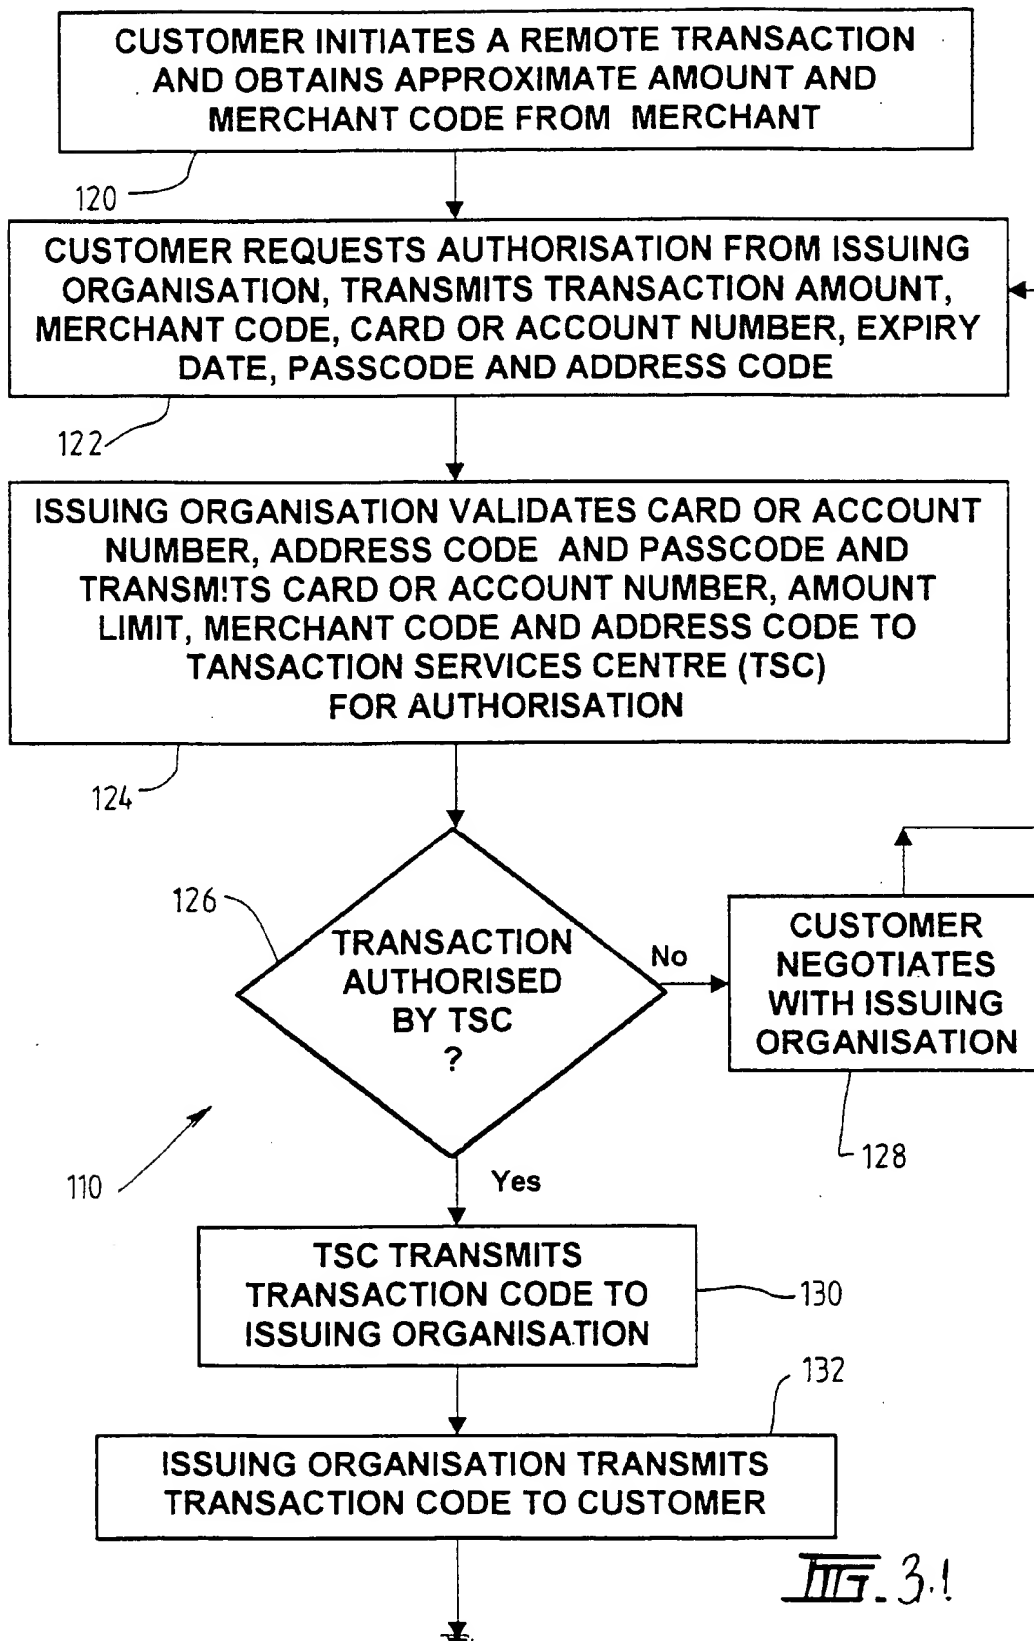 CUSTOMER INITIATES A REMOTE TRANSACTION
AND OBTAINS APPROXIMATE AMOUNT AND
MERCHANT CODE FROM MERCHANT
120
CUSTOMER REQUESTS AUTHORISATION FROM ISSUING
ORGANISATION, TRANSMITS TRANSACTION AMOUNT,
MERCHANT CODE, CARD OR ACCOUNT NUMBER, EXPIRY
DATE, PASSCODE AND ADDRESS CODE
122
ISSUING ORGANISATION VALIDATES CARD OR ACCOUNT
NUMBER, ADDRESS CODE AND PASSCODE AND
TRANSMITS CARD OR ACCOUNT NUMBER, AMOUNT
LIMIT, MERCHANT CODE AND ADDRESS CODE TO
TANSACTION SERVICES CENTRE (TSC)
FOR AUTHORISATION
124
126
TRANSACTION
AUTHORISED
BY TSC
?
No
CUSTOMER
NEGOTIATES
WITH ISSUING
ORGANISATION
128
110
Yes
TSC TRANSMITS
TRANSACTION CODE TO
ISSUING ORGANISATION
130
132
ISSUING ORGANISATION TRANSMITS
TRANSACTION CODE TO CUSTOMER
FIG. 3.1